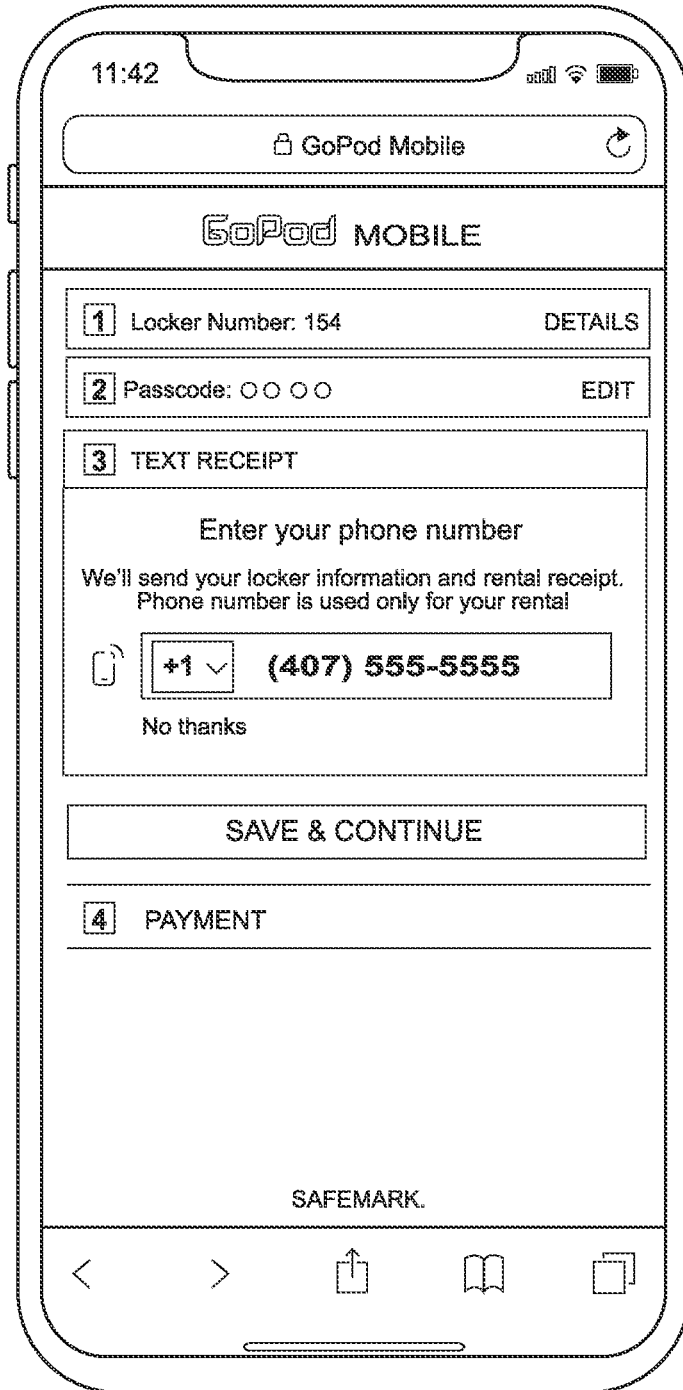 11:42
GoPod Mobile
GoPod MOBILE
1 Locker Number: 154 DETAILS
2 Passcode: ○○○○ EDIT
3 TEXT RECEIPT
Enter your phone number
We'll send your locker information and rental receipt.
Phone number is used only for your rental
+1 (407) 555-5555
No thanks
SAVE & CONTINUE
4 PAYMENT
SAFEMARK.